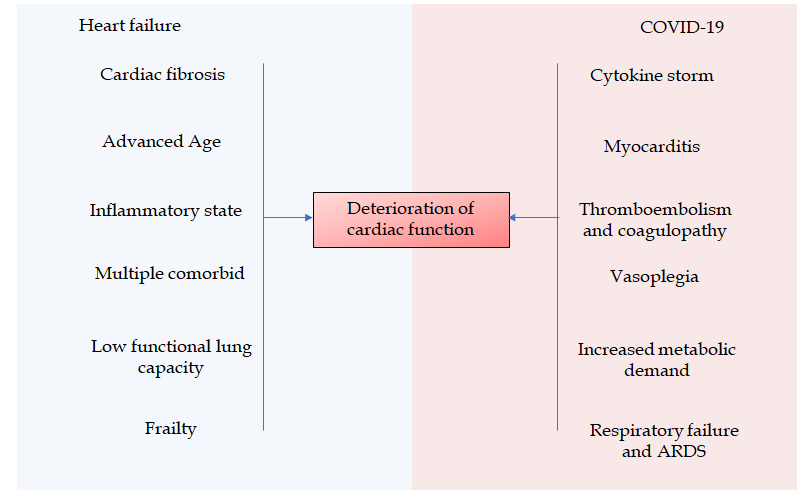 Heart failure
Cardiac fibrosis
Advanced Age
Inflammatory state
Multiple comorbid
Low functional lung
capacity
Frailty
Deterioration of
cardiac function
COVID-19
Cytokine storm
Myocarditis
Thromboembolism
and coagulopathy
Vasoplegia
Increased metabolic
demand
Respiratory failure
and ARDS